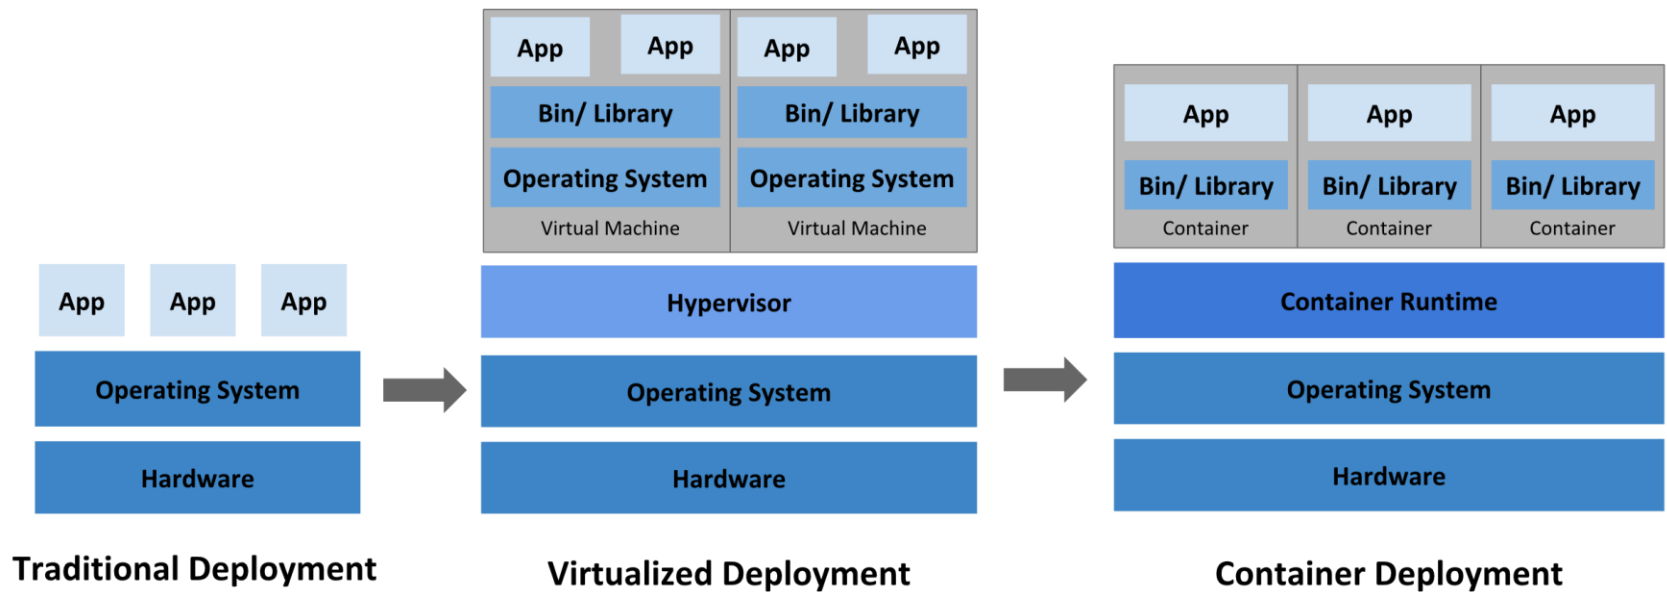 App App App
Operating System
Hardware
Traditional Deployment
App App App App
Bin/ Library Bin/ Library
Operating System Operating System
Virtual Machine Virtual Machine
Hypervisor
Operating System
Hardware
Virtualized Deployment
App App App
Bin/ Library Bin/ Library Bin/ Library
Container Container Container
Container Runtime
Operating System
Hardware
Container Deployment